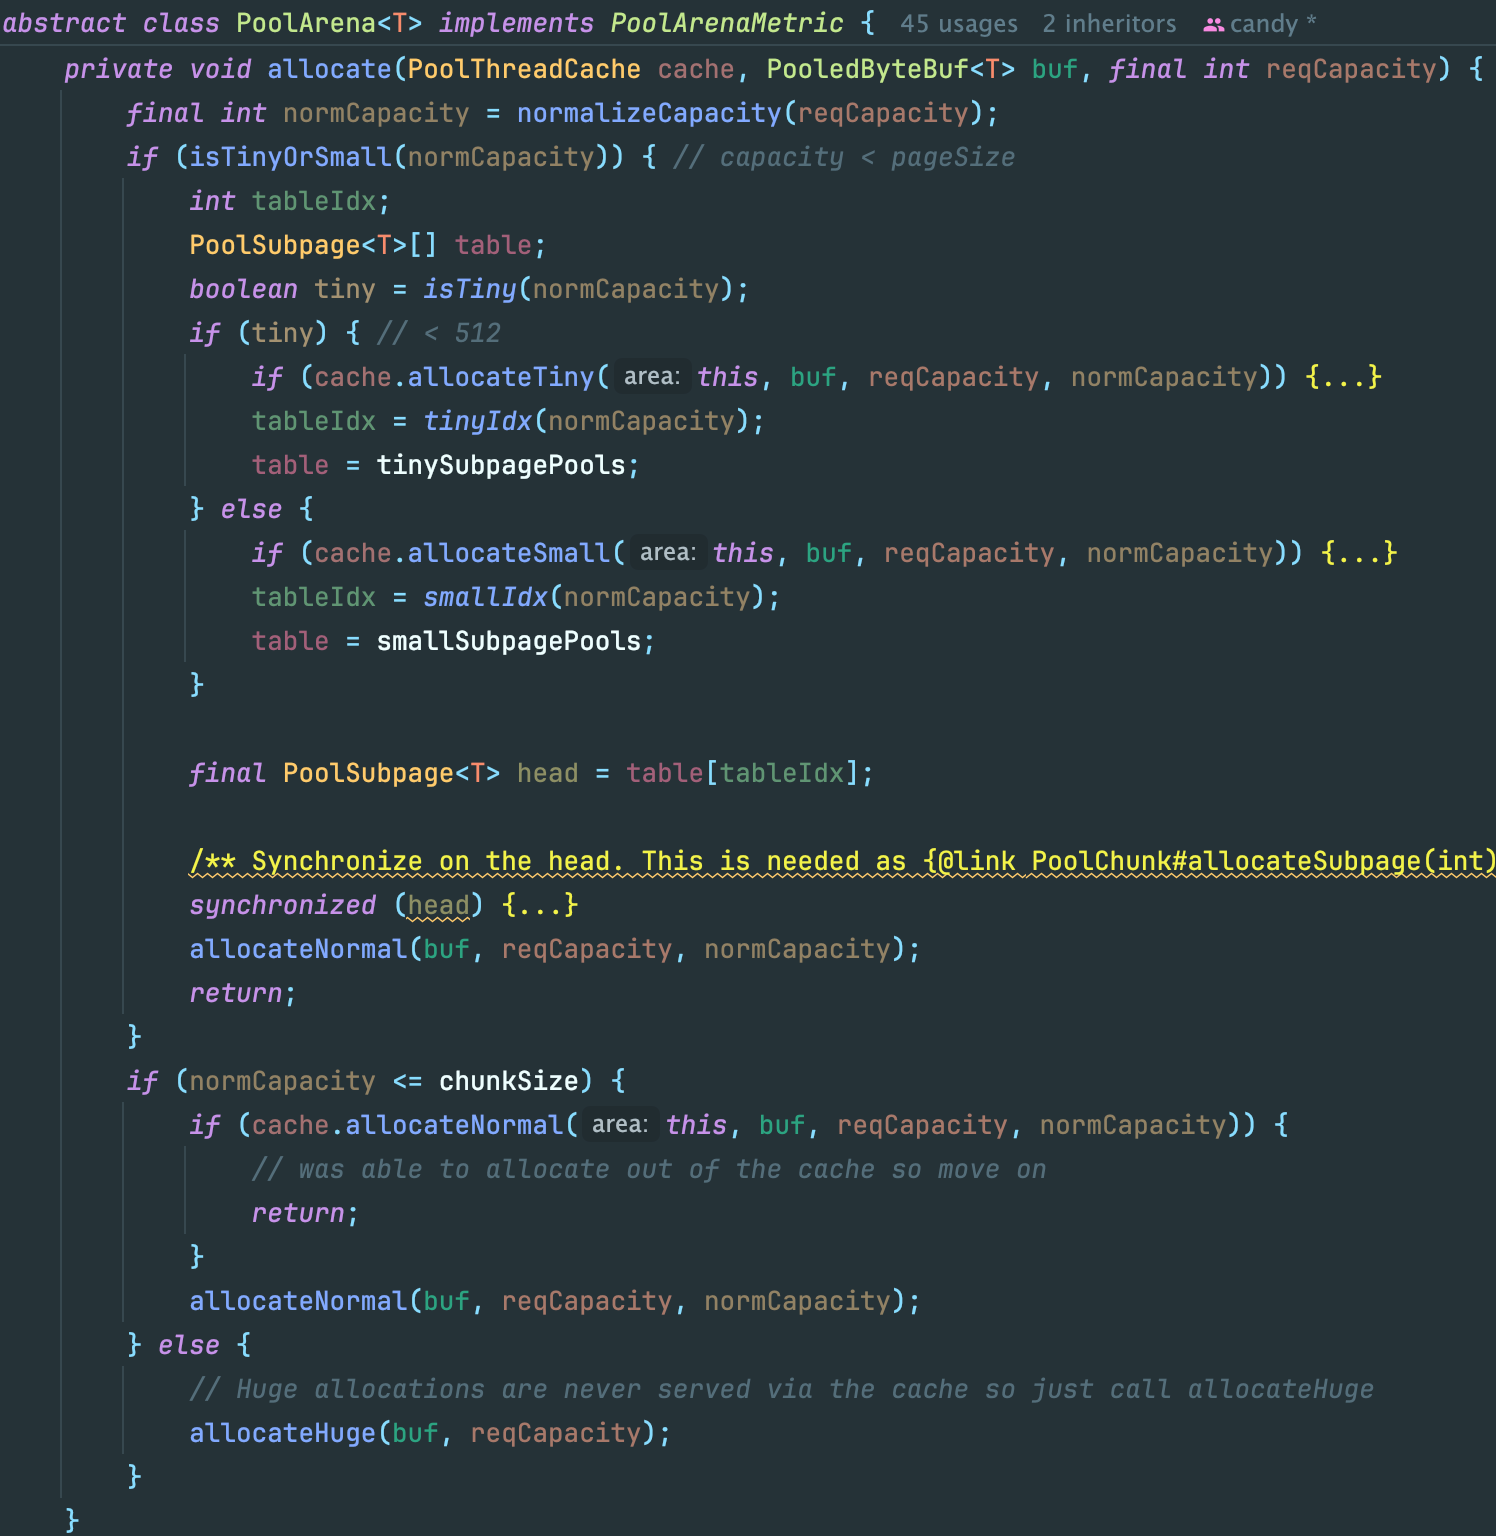 abstract class PoolArena<T> implements PoolArenaMetric { 45 usages 2 inheritors candy *
private void allocate(PoolThreadCache cache, PooledByteBuf<T> buf, final int reqCapacity) {
final int normCapacity = normalizeCapacity(reqCapacity);
if (isTinyOrSmall(normCapacity)) { // capacity < pageSize
int tableIdx;
PoolSubpage<T>[] table;
boolean tiny = isTiny(normCapacity);
if (tiny) { // < 512
if (cache.allocateTiny( area: this, buf, reqCapacity, normCapacity)) {...}
tableIdx = tinyIdx(normCapacity);
table = tinySubpagePools;
} else {
if (cache.allocateSmall( area: this, buf, reqCapacity, normCapacity)) {...}
tableIdx = smallIdx(normCapacity);
table = smallSubpagePools;
}
final PoolSubpage<T> head = table[tableIdx];
/** Synchronize on the head. This is needed as {@link PoolChunk#allocateSubpage(int)
synchronized (head) {...}
allocateNormal(buf, reqCapacity, normCapacity);
return;
}
if (normCapacity <= chunkSize) {
if (cache.allocateNormal( area: this, buf, reqCapacity, normCapacity)) {
// was able to allocate out of the cache so move on
return;
}
allocateNormal(buf, reqCapacity, normCapacity);
} else {
// Huge allocations are never served via the cache so just call allocateHuge
allocateHuge(buf, reqCapacity);
}
}